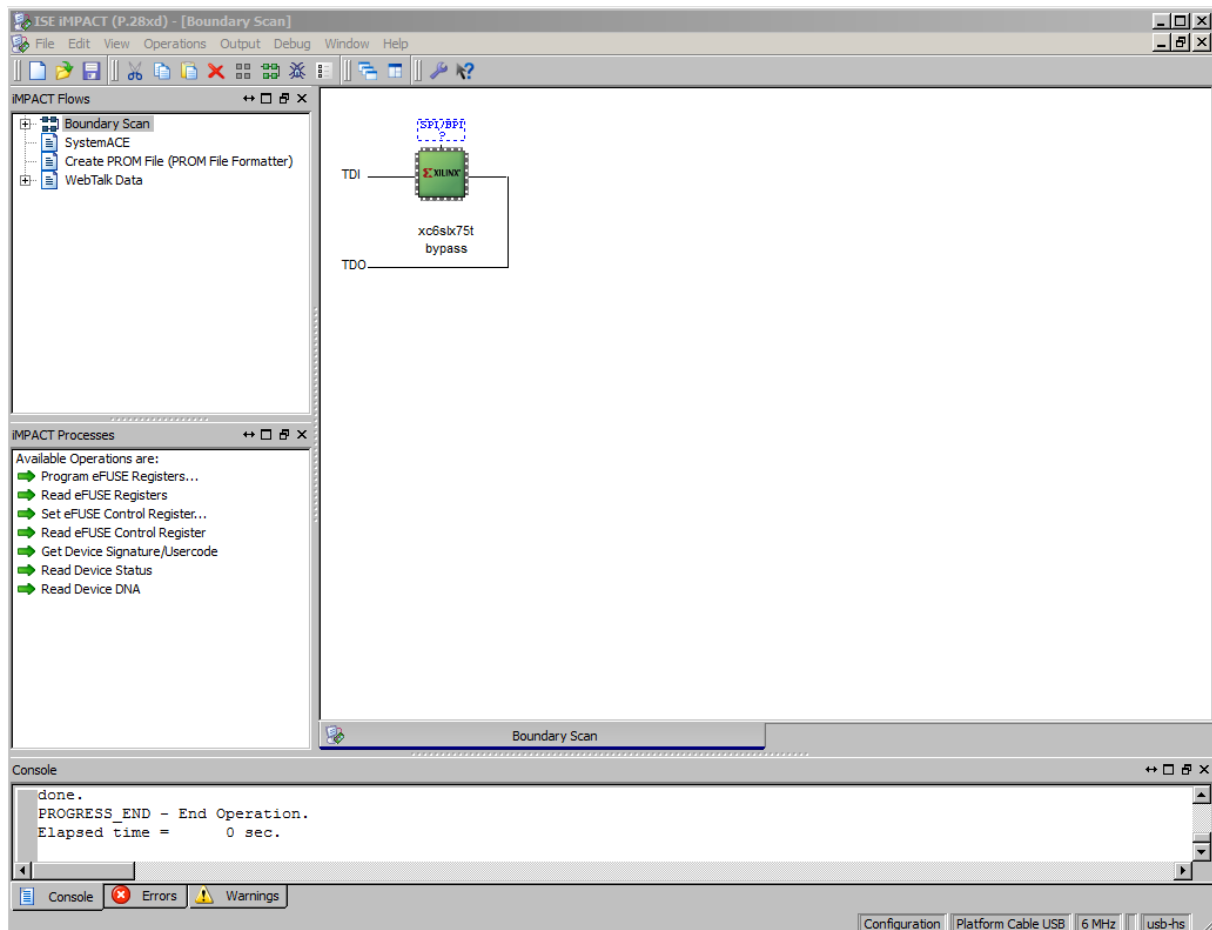 ISE iMPACT (P.28xd) - [Boundary Scan]
File Edit View Operations Output Debug Window Help
iMPACT Flows
Boundary Scan
SystemACE
Create PROM File (PROM File Formatter)
WebTalk Data
SPI/BPI
?
TDI
XILINX
xc6slx75t
bypass
TDO
iMPACT Processes
Available Operations are:
Program eFUSE Registers...
Read eFUSE Registers
Set eFUSE Control Register...
Read eFUSE Control Register
Get Device Signature/Usercode
Read Device Status
Read Device DNA
Boundary Scan
Console
done.
PROGRESS_END - End Operation.
Elapsed time =      0 sec.
Console Errors Warnings
Configuration Platform Cable USB 6 MHz usb-hs